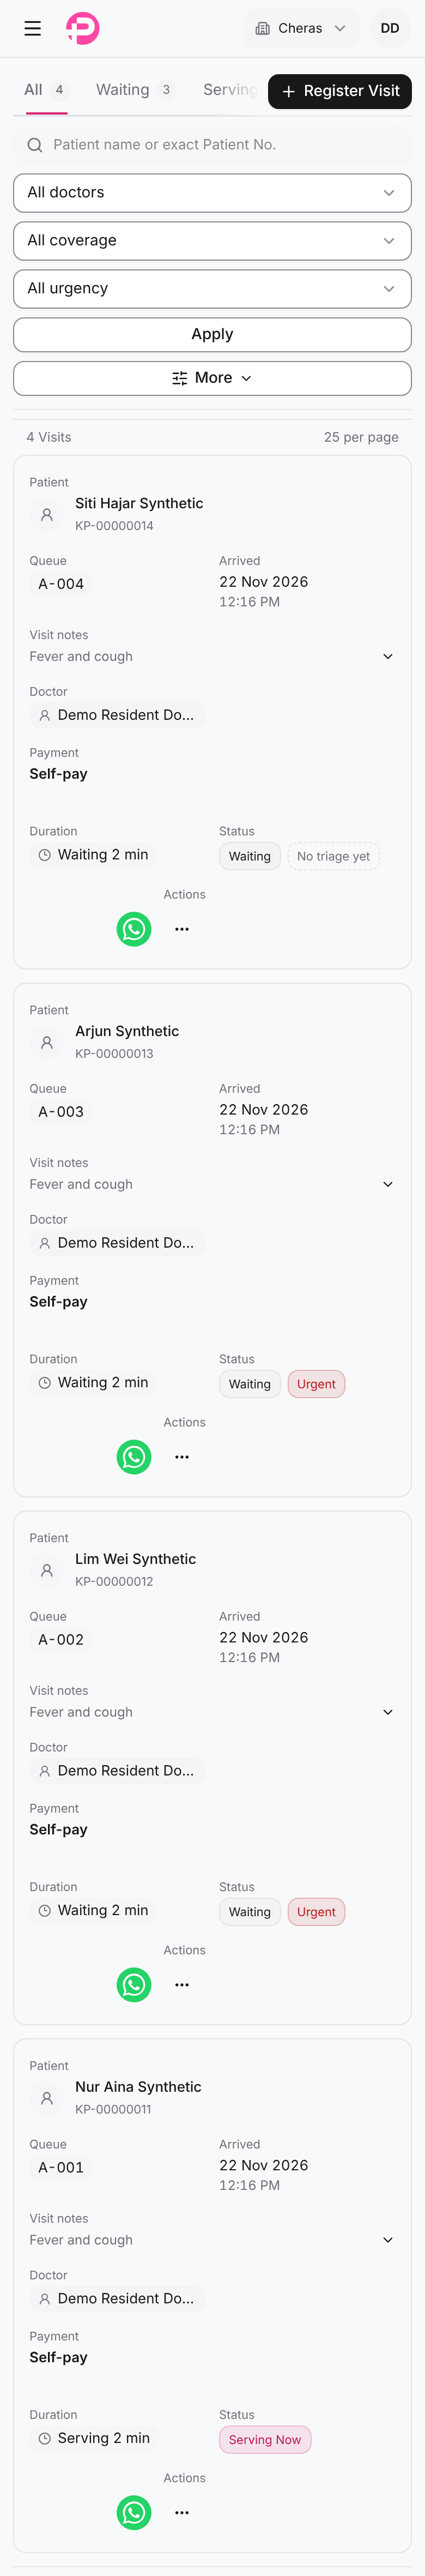 Cheras
DD
All 4
Waiting 3
Serving
Register Visit
Patient name or exact Patient No.
All doctors
All coverage
All urgency
Apply
More
4 Visits
25 per page
Patient
Siti Hajar Synthetic
KP-00000014
Queue
Arrived
A-004
22 Nov 2026
12:16 PM
Visit notes
Fever and cough
Doctor
Demo Resident Do...
Payment
Self-pay
Duration
Status
Waiting 2 min
Waiting
No triage yet
Actions
Patient
Arjun Synthetic
KP-00000013
Queue
Arrived
A-003
22 Nov 2026
12:16 PM
Visit notes
Fever and cough
Doctor
Demo Resident Do...
Payment
Self-pay
Duration
Status
Waiting 2 min
Waiting
Urgent
Actions
Patient
Lim Wei Synthetic
KP-00000012
Queue
Arrived
A-002
22 Nov 2026
12:16 PM
Visit notes
Fever and cough
Doctor
Demo Resident Do...
Payment
Self-pay
Duration
Status
Waiting 2 min
Waiting
Urgent
Actions
Patient
Nur Aina Synthetic
KP-00000011
Queue
Arrived
A-001
22 Nov 2026
12:16 PM
Visit notes
Fever and cough
Doctor
Demo Resident Do...
Payment
Self-pay
Duration
Status
Serving 2 min
Serving Now
Actions